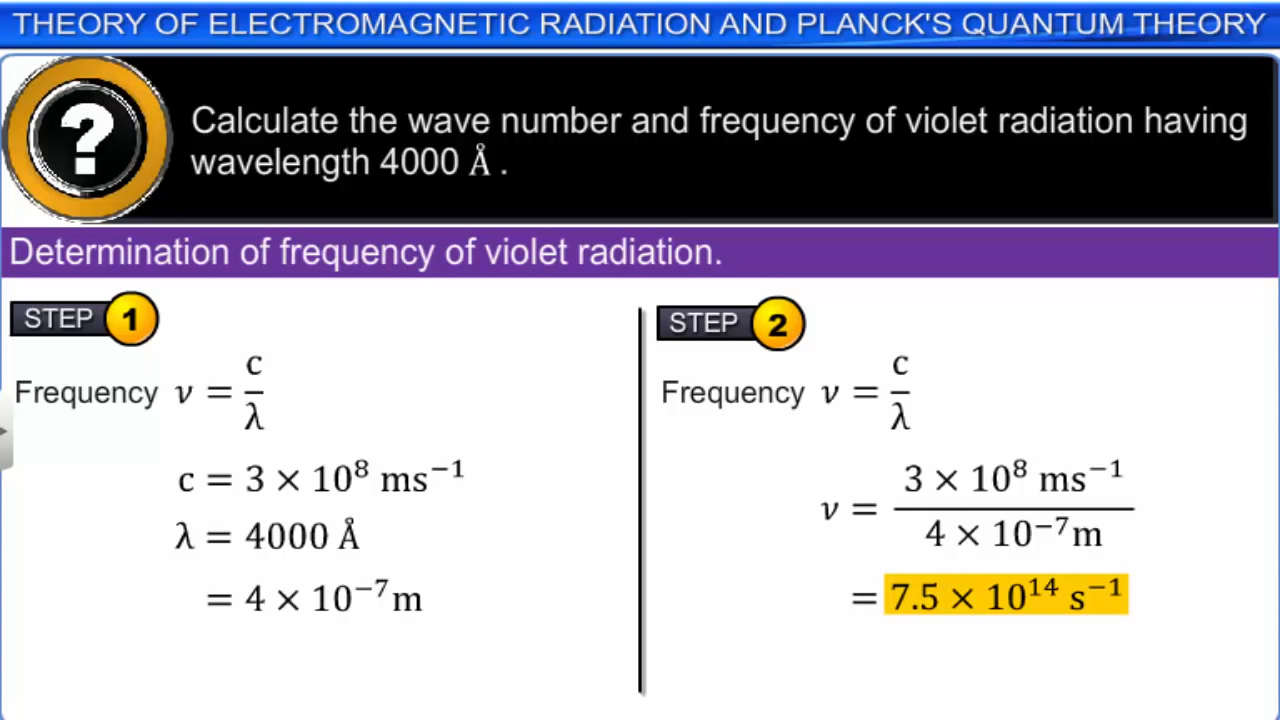 THEORY OF ELECTROMAGNETIC RADIATION AND PLANCK'S QUANTUM THEORY
?
Calculate the wave number and frequency of violet radiation having
wavelength 4000 Å .
Determination of frequency of violet radiation.
STEP 1
Frequency ν = c/λ
c = 3 × 10⁸ ms⁻¹
λ = 4000 Å
= 4 × 10⁻⁷ m
STEP 2
Frequency ν = c/λ
ν = 3 × 10⁸ ms⁻¹ / 4 × 10⁻⁷ m
= 7.5 × 10¹⁴ s⁻¹